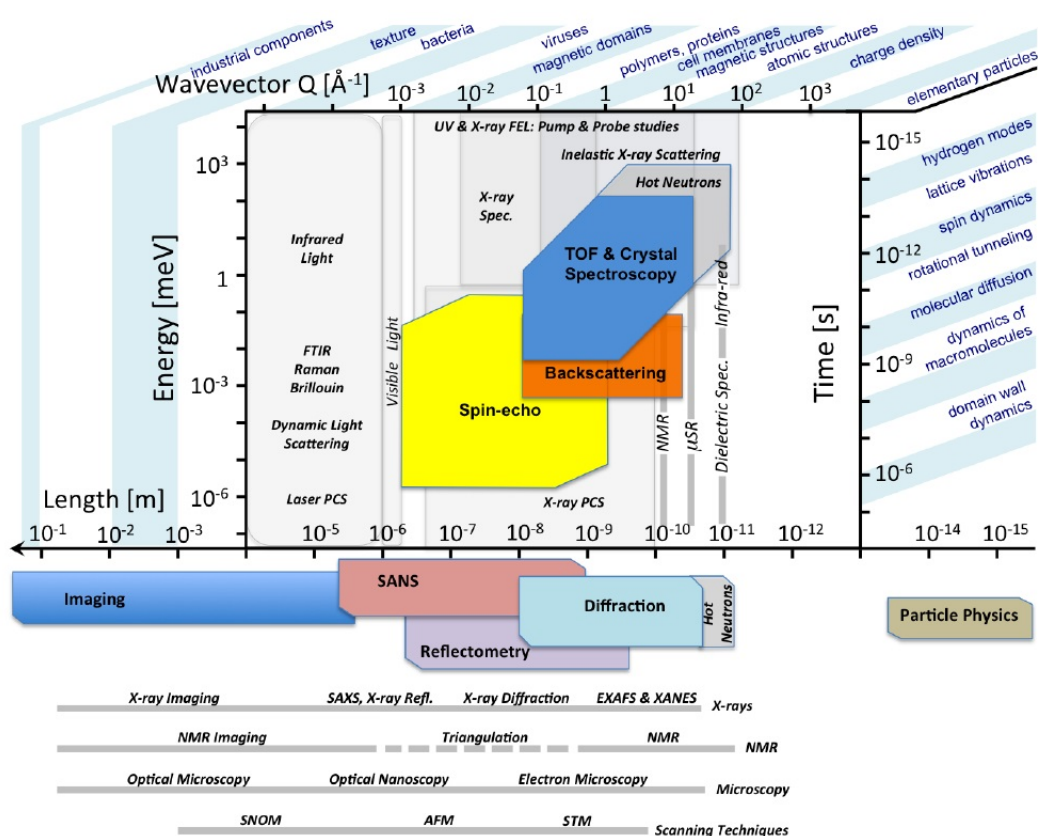 industrial components
texture
bacteria
viruses
magnetic domains
polymers, proteins
cell membranes
magnetic structures
atomic structures
charge density
elementary particles
Wavevector Q [Å-1]
10-3 10-2 10-1 1 101 102 103
UV & X-ray FEL: Pump & Probe studies
Inelastic X-ray Scattering
Hot Neutrons
X-ray
Spec.
TOF & Crystal
Spectroscopy
Infrared
Light
FTIR
Raman
Brillouin
Dynamic Light
Scattering
Laser PCS
Visible Light
Spin-echo
Backscattering
X-ray PCS
NMR
μSR
Dielectric Spec. Infra-red
Energy [meV]
103
1
10-3
10-6
Time [s]
10-15
10-12
10-9
10-6
hydrogen modes
lattice vibrations
spin dynamics
rotational tunneling
molecular diffusion
dynamics of
macromolecules
domain wall
dynamics
Length [m]
10-1 10-2 10-3 10-5 10-6 10-7 10-8 10-9 10-10 10-11 10-12 10-14 10-15
Imaging
SANS
Diffraction
Hot
Neutrons
Particle Physics
Reflectometry
X-ray Imaging SAXS, X-ray Refl. X-ray Diffraction EXAFS & XANES X-rays
NMR Imaging Triangulation NMR NMR
Optical Microscopy Optical Nanoscopy Electron Microscopy Microscopy
SNOM AFM STM Scanning Techniques